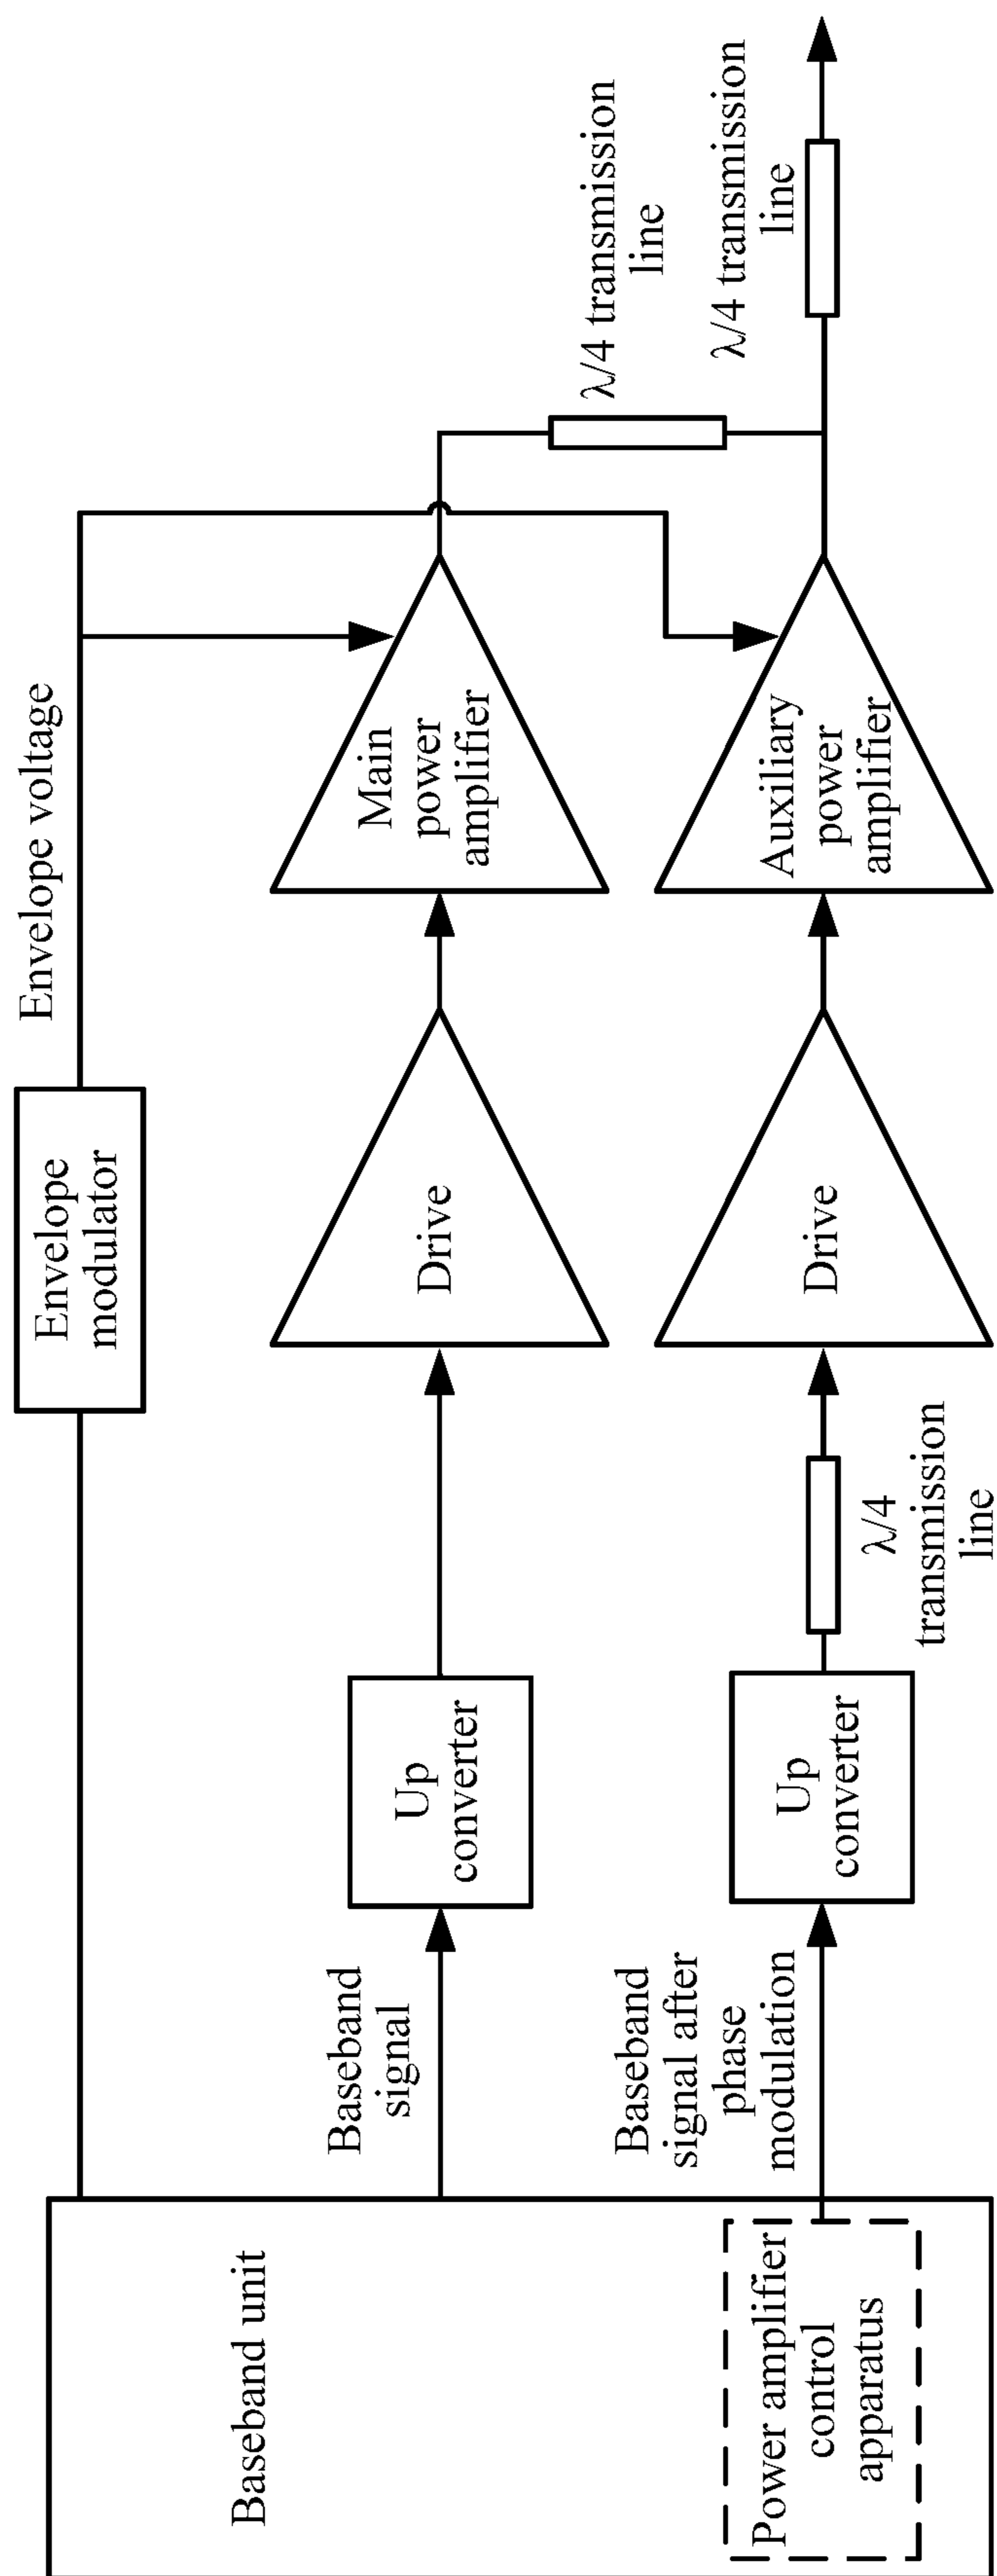 Envelope
modulator
Envelope voltage
Baseband unit
Baseband
signal
Up
converter
Drive
Main
power
amplifier
λ/4 transmission
line
λ/4 transmission
line
Power amplifier
control
apparatus
Baseband
signal after
phase
modulation
Up
converter
λ/4
transmission
line
Drive
Auxiliary
power
amplifier